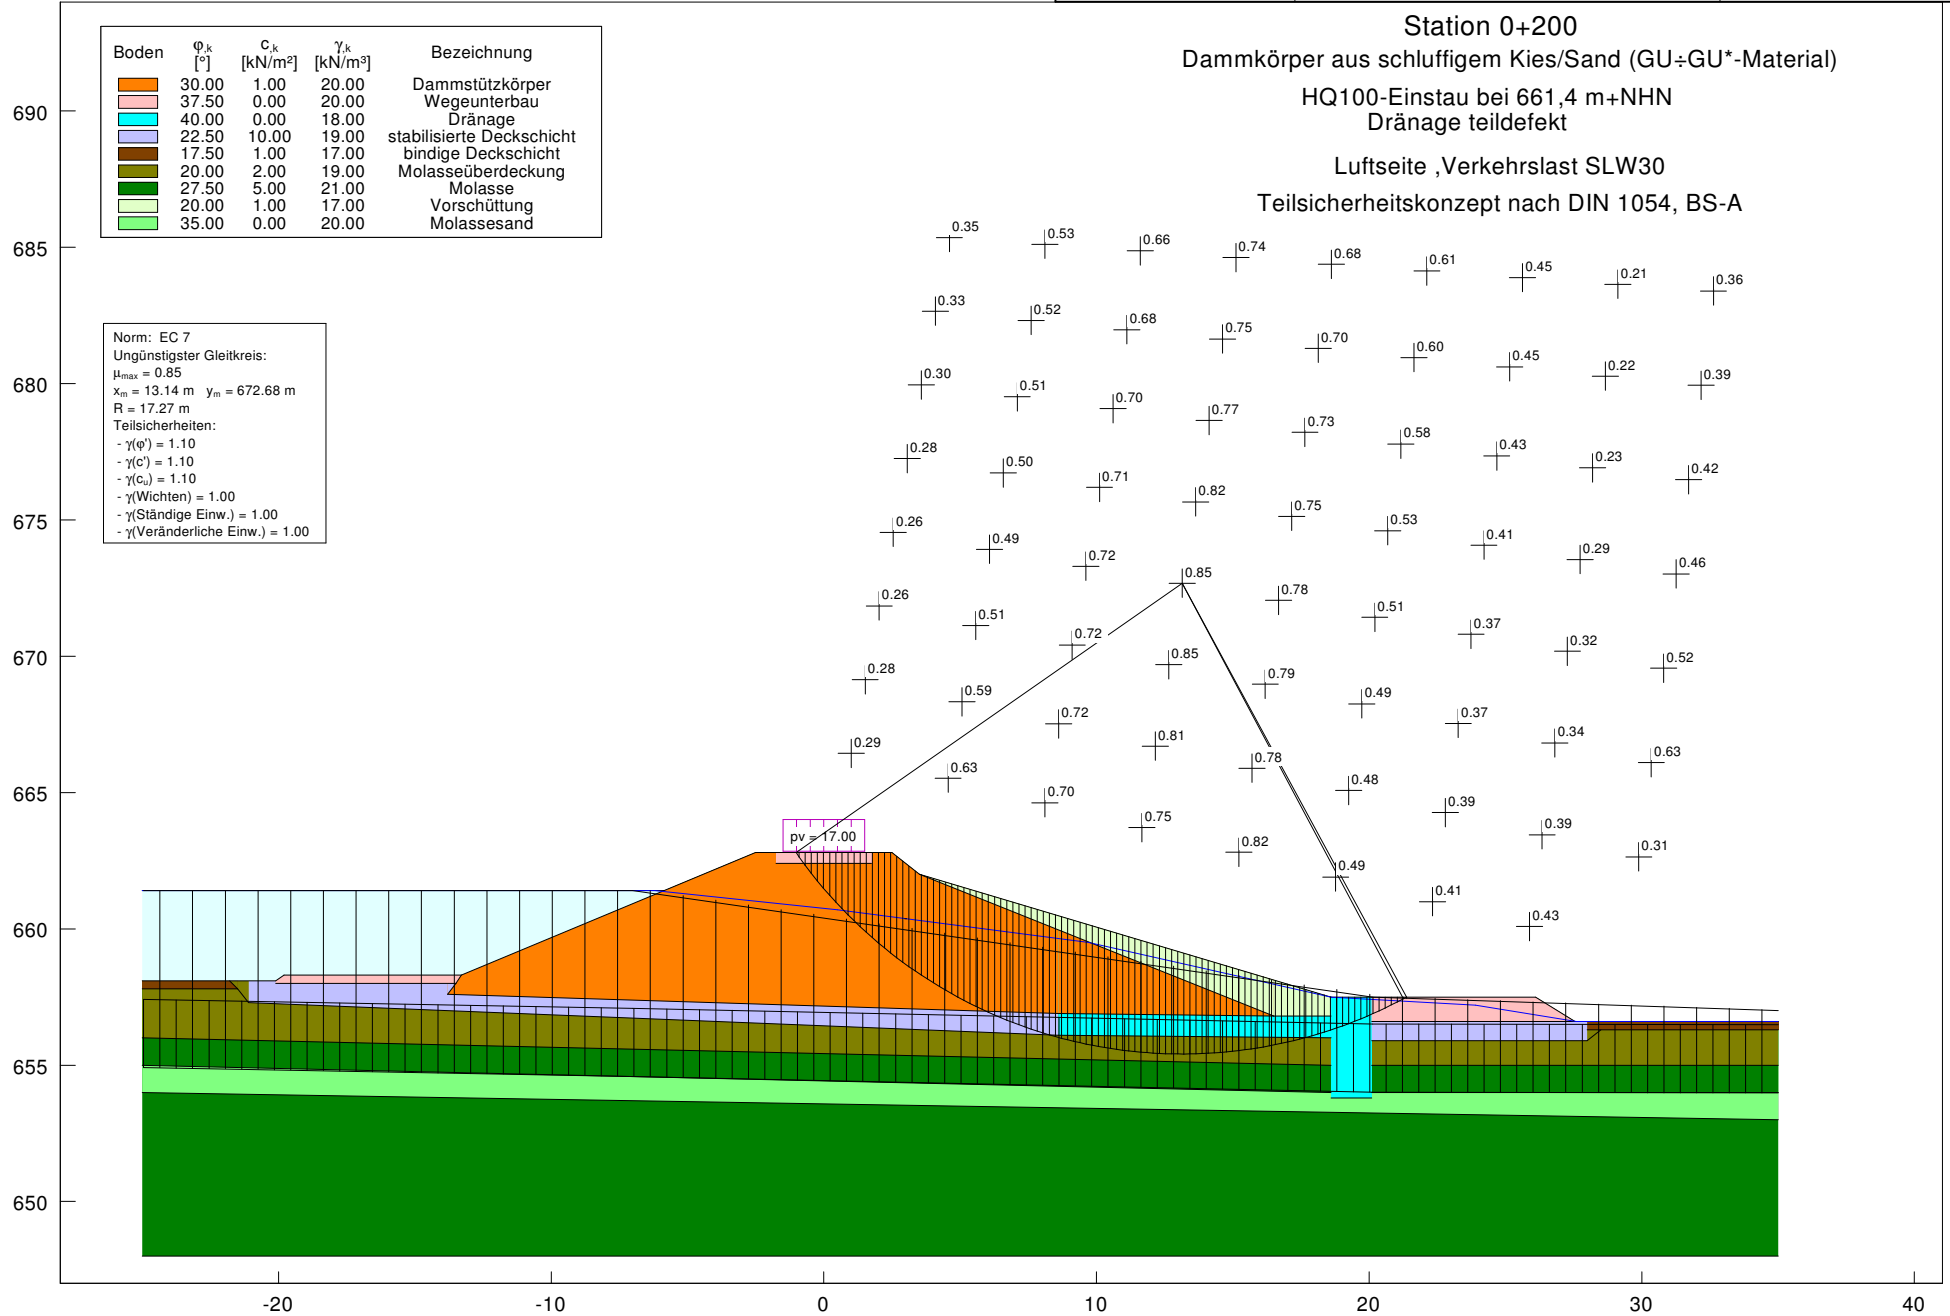 Station 0+200
Dammkörper aus schluffigem Kies/Sand (GU÷GU*-Material)
HQ100-Einstau bei 661,4 m+NHN
Dränage teildefekt
Luftseite ,Verkehrslast SLW30
Teilsicherheitskonzept nach DIN 1054, BS-A
Boden φ,k [°] c,k [kN/m²] γ,k [kN/m³] Bezeichnung
30.00 1.00 20.00 Dammstützkörper
37.50 0.00 20.00 Wegeunterbau
40.00 0.00 18.00 Dränage
22.50 10.00 19.00 stabilisierte Deckschicht
17.50 1.00 17.00 bindige Deckschicht
20.00 2.00 19.00 Molasseüberdeckung
27.50 5.00 21.00 Molasse
20.00 1.00 17.00 Vorschüttung
35.00 0.00 20.00 Molassesand
Norm: EC 7
Ungünstigster Gleitkreis:
μmax = 0.85
xm = 13.14 m ym = 672.68 m
R = 17.27 m
Teilsicherheiten:
- γ(φ') = 1.10
- γ(c') = 1.10
- γ(cu) = 1.10
- γ(Wichten) = 1.00
- γ(Ständige Einw.) = 1.00
- γ(Veränderliche Einw.) = 1.00
0.35 0.53 0.66 0.74 0.68 0.61 0.45 0.21 0.36
0.33 0.52 0.68 0.75 0.70 0.60 0.45 0.22 0.39
0.30 0.51 0.70 0.77 0.73 0.58 0.43 0.23 0.42
0.28 0.50 0.71 0.82 0.75 0.53 0.41 0.29 0.46
0.26 0.49 0.72 0.85 0.78 0.51 0.37 0.32 0.52
0.26 0.51 0.72 0.85 0.79 0.49 0.37 0.34 0.63
0.28 0.59 0.72 0.81 0.78 0.48 0.39 0.39 0.31
0.29 0.63 0.70 0.75 0.82 0.49 0.41 0.43
pv = 17.00
690
685
680
675
670
665
660
655
650
-20 -10 0 10 20 30 40